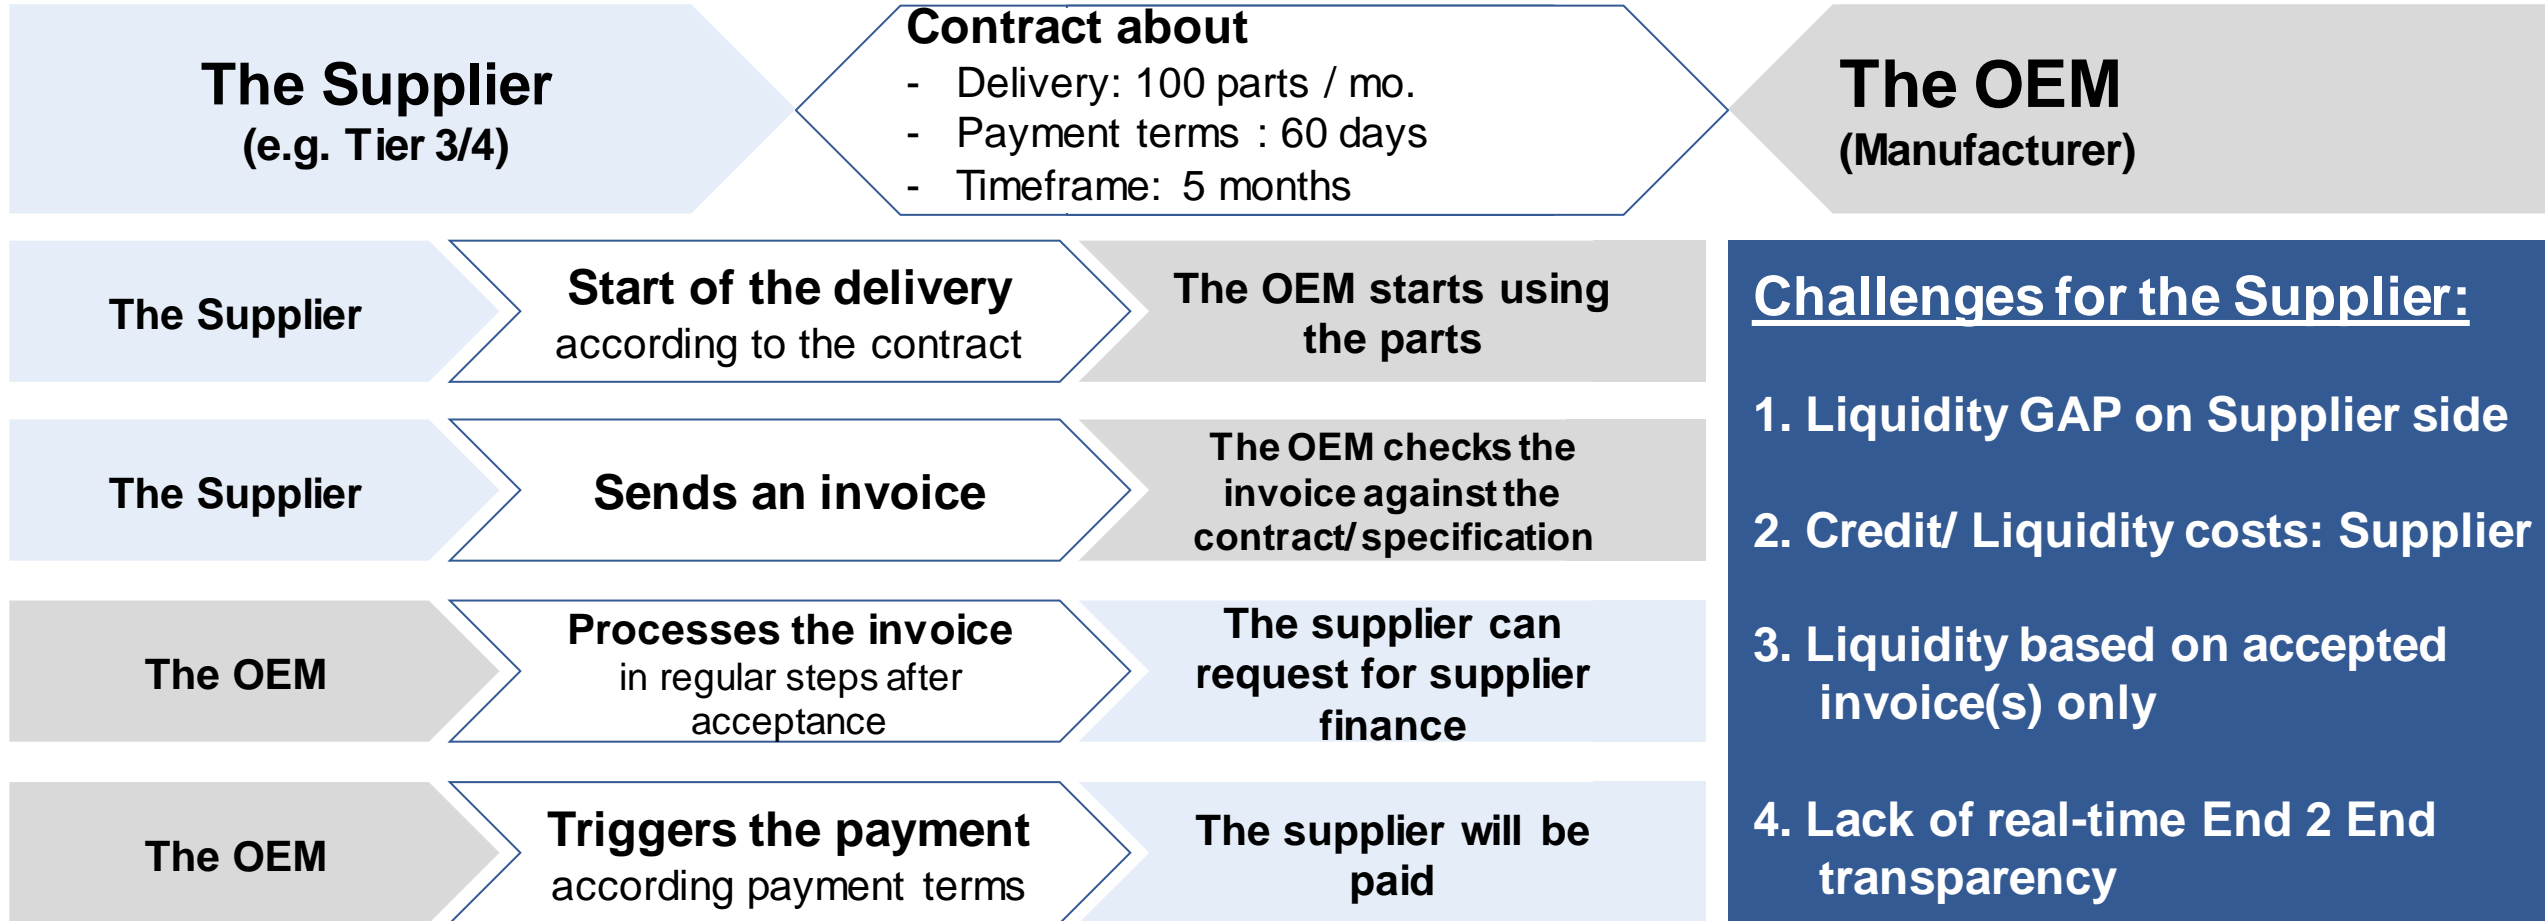 The Supplier
(e.g. Tier 3/4)
Contract about
- Delivery: 100 parts / mo.
- Payment terms : 60 days
- Timeframe: 5 months
The OEM
(Manufacturer)
The Supplier
Start of the delivery
according to the contract
The OEM starts using
the parts
The Supplier
Sends an invoice
The OEM checks the
invoice against the
contract/ specification
The OEM
Processes the invoice
in regular steps after
acceptance
The supplier can
request for supplier
finance
The OEM
Triggers the payment
according payment terms
The supplier will be
paid
Challenges for the Supplier:
1. Liquidity GAP on Supplier side
2. Credit/ Liquidity costs: Supplier
3. Liquidity based on accepted
invoice(s) only
4. Lack of real-time End 2 End
transparency